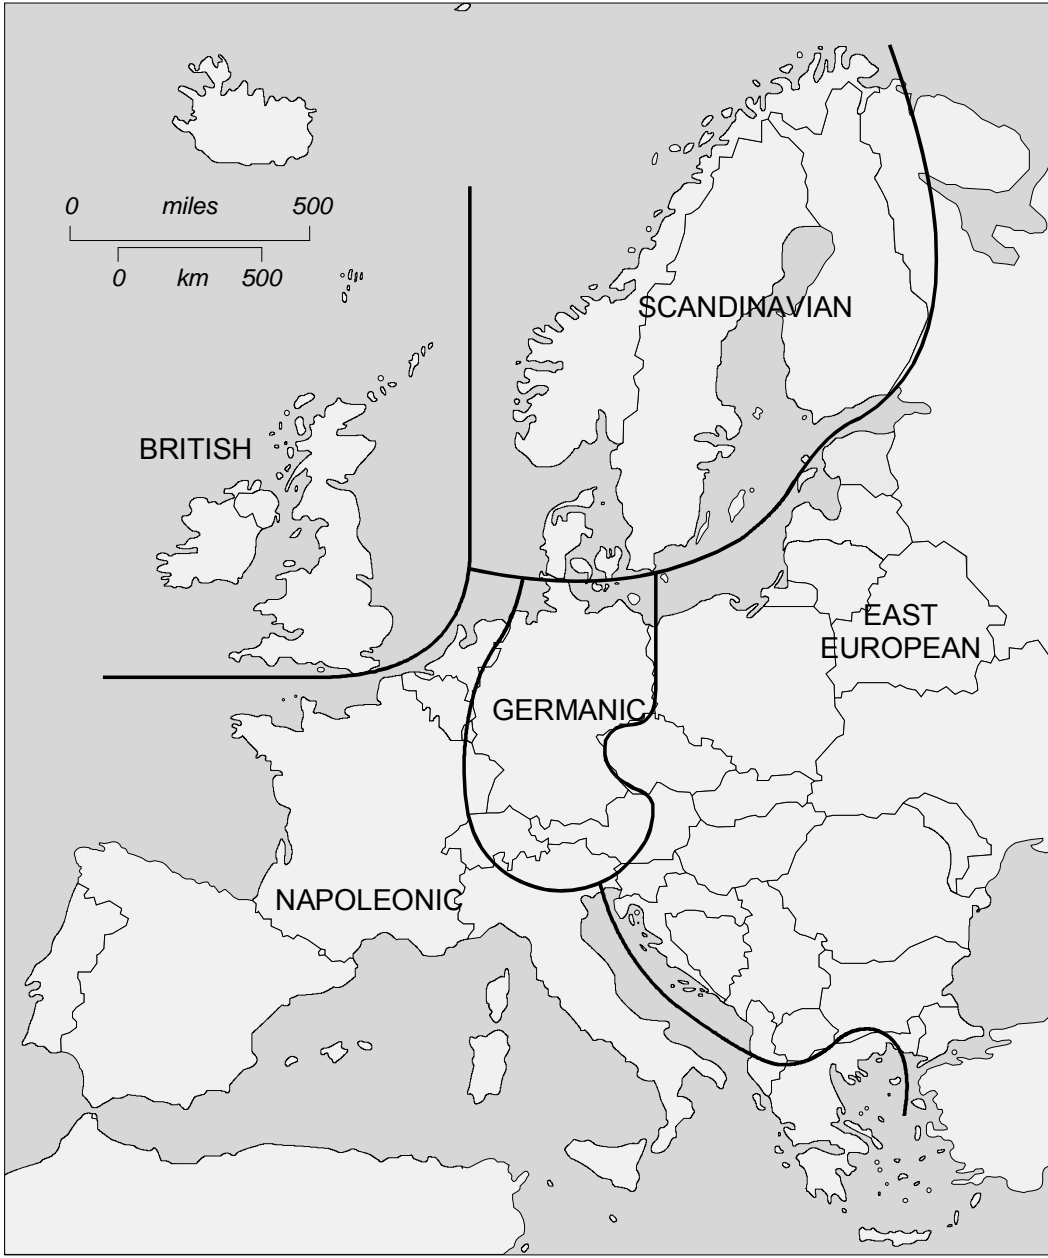 0 miles 500
0 km 500
SCANDINAVIAN
BRITISH
EAST
EUROPEAN
GERMANIC
NAPOLEONIC